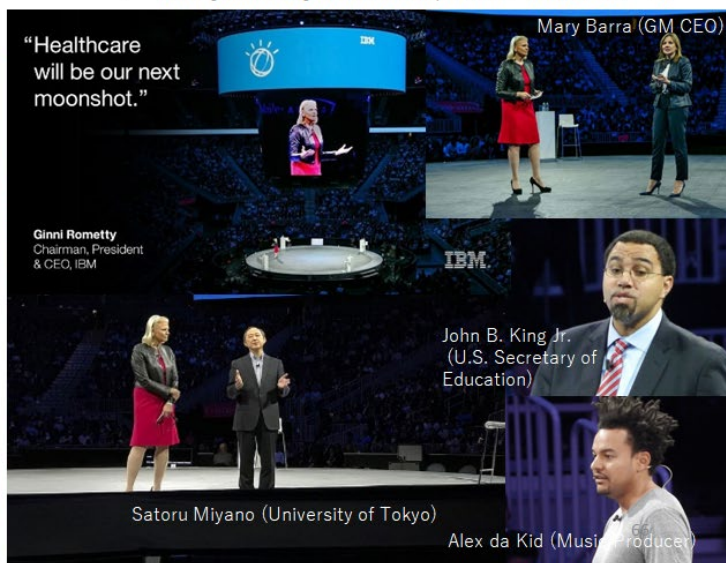 “Healthcare
will be our next
moonshot.”
IBM
Mary Barra (GM CEO)
Ginni Rometty
Chairman, President
& CEO, IBM
IBM
John B. King Jr.
(U.S. Secretary of
Education)
Satoru Miyano (University of Tokyo)
Alex da Kid (Music Producer)